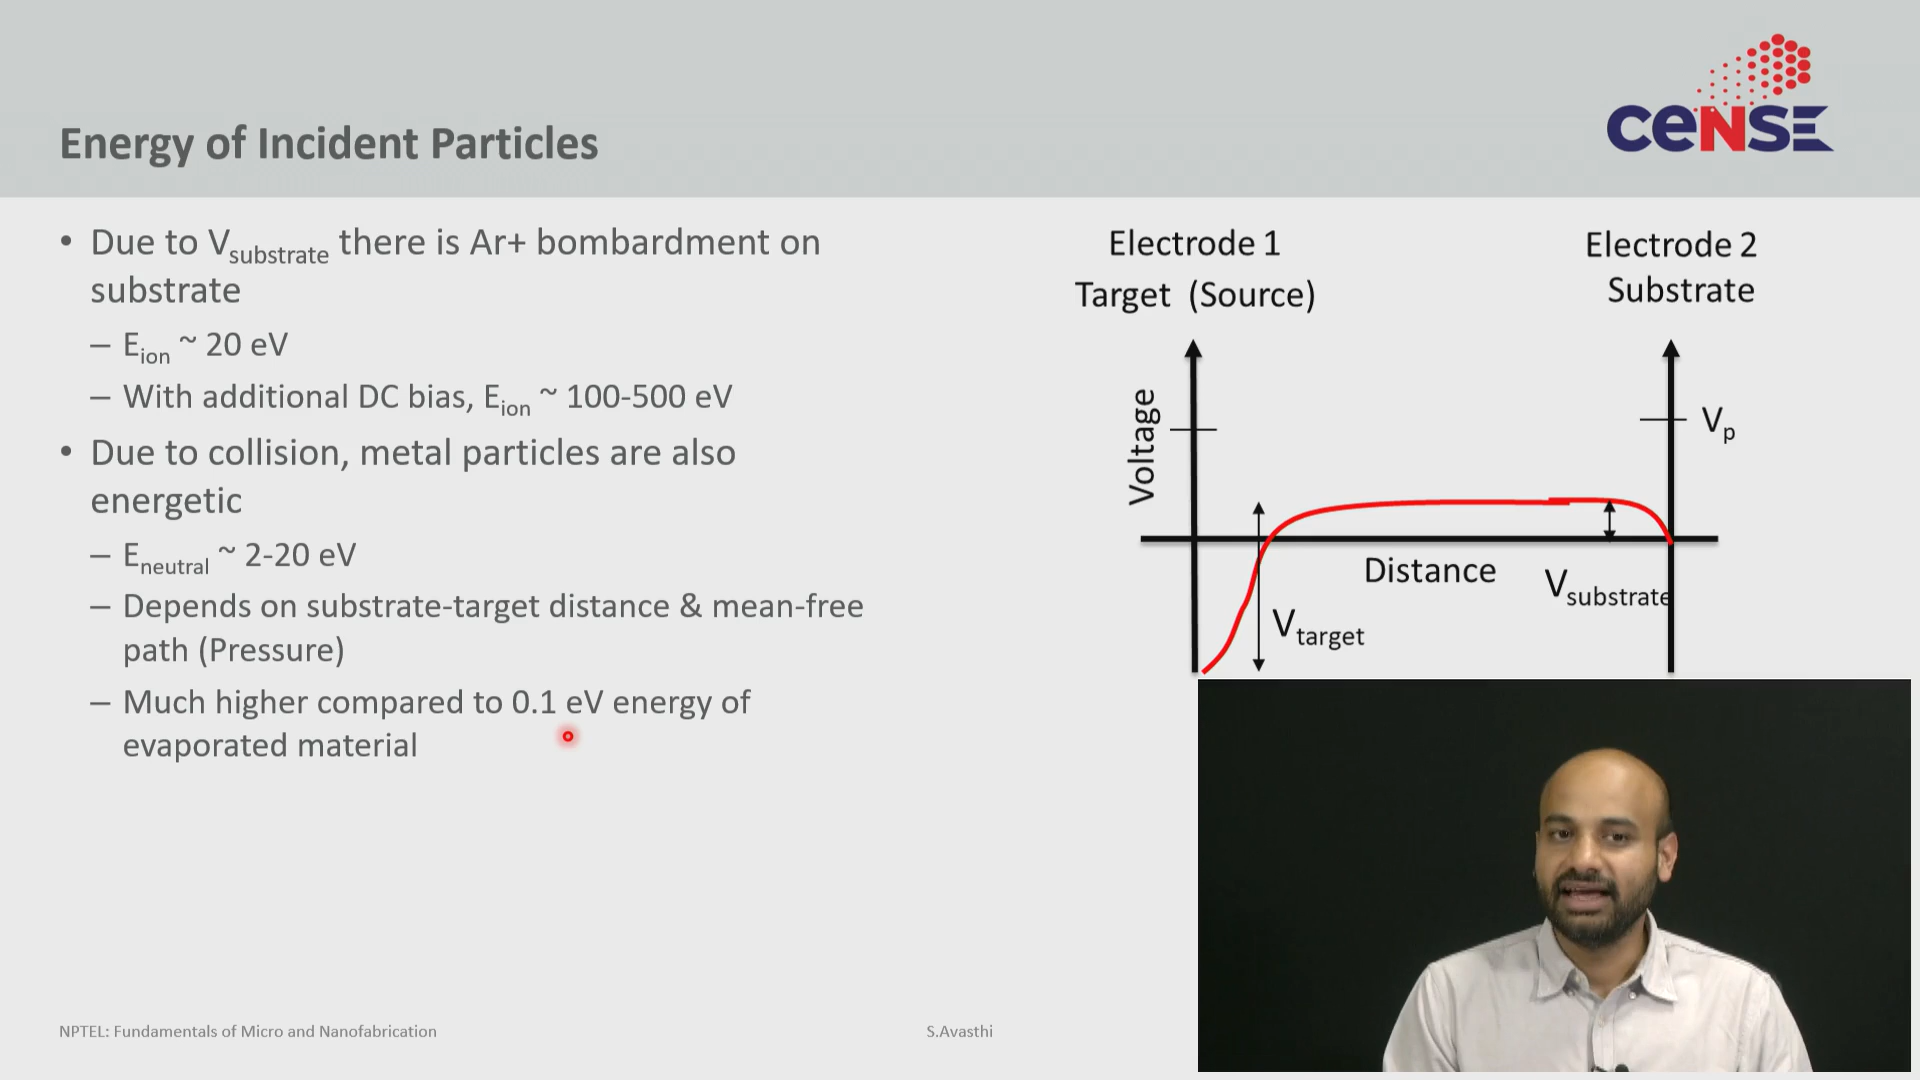 ceNSE
Energy of Incident Particles
• Due to Vsubstrate there is Ar+ bombardment on
substrate
– Eion ~ 20 eV
– With additional DC bias, Eion ~ 100-500 eV
• Due to collision, metal particles are also
energetic
– Eneutral ~ 2-20 eV
– Depends on substrate-target distance & mean-free
path (Pressure)
– Much higher compared to 0.1 eV energy of
evaporated material
Electrode 1
Target (Source)
Electrode 2
Substrate
Voltage
Vp
Distance
Vsubstrate
Vtarget
NPTEL: Fundamentals of Micro and Nanofabrication
S.Avasthi